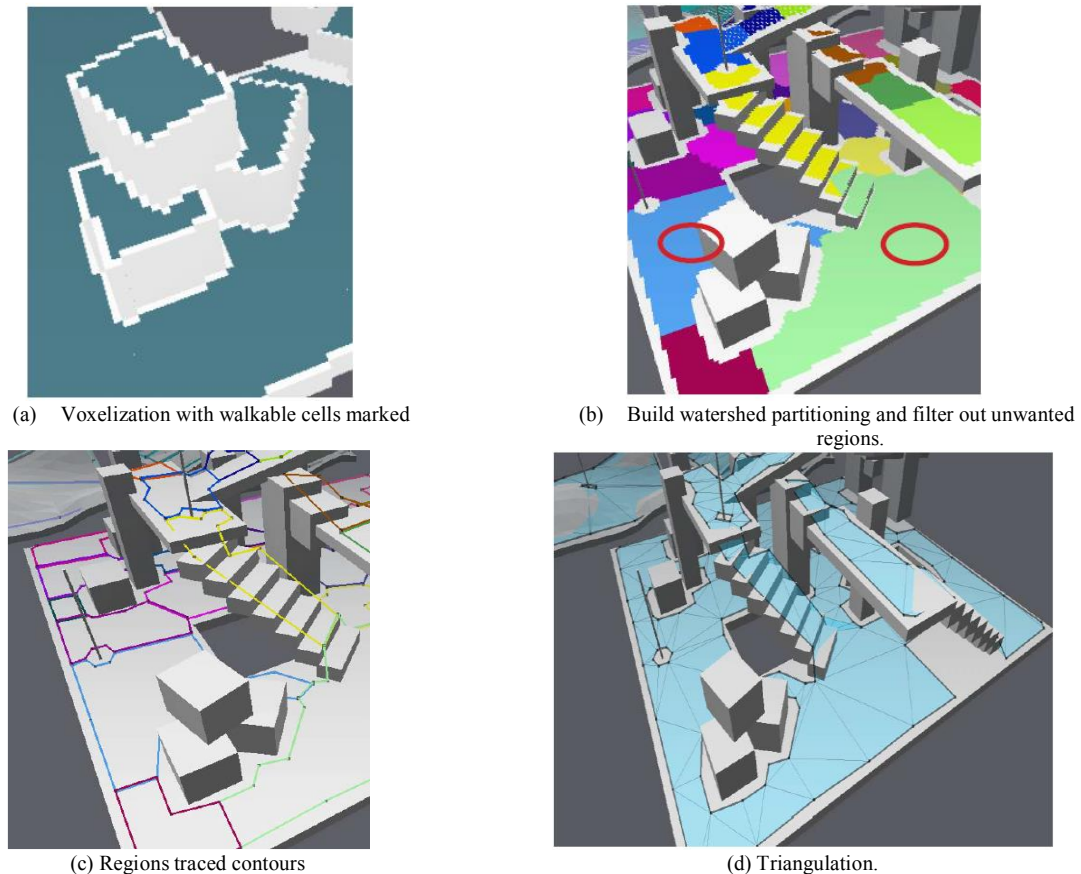 (a) Voxelization with walkable cells marked
(b) Build watershed partitioning and filter out unwanted
regions.
(c) Regions traced contours
(d) Triangulation.